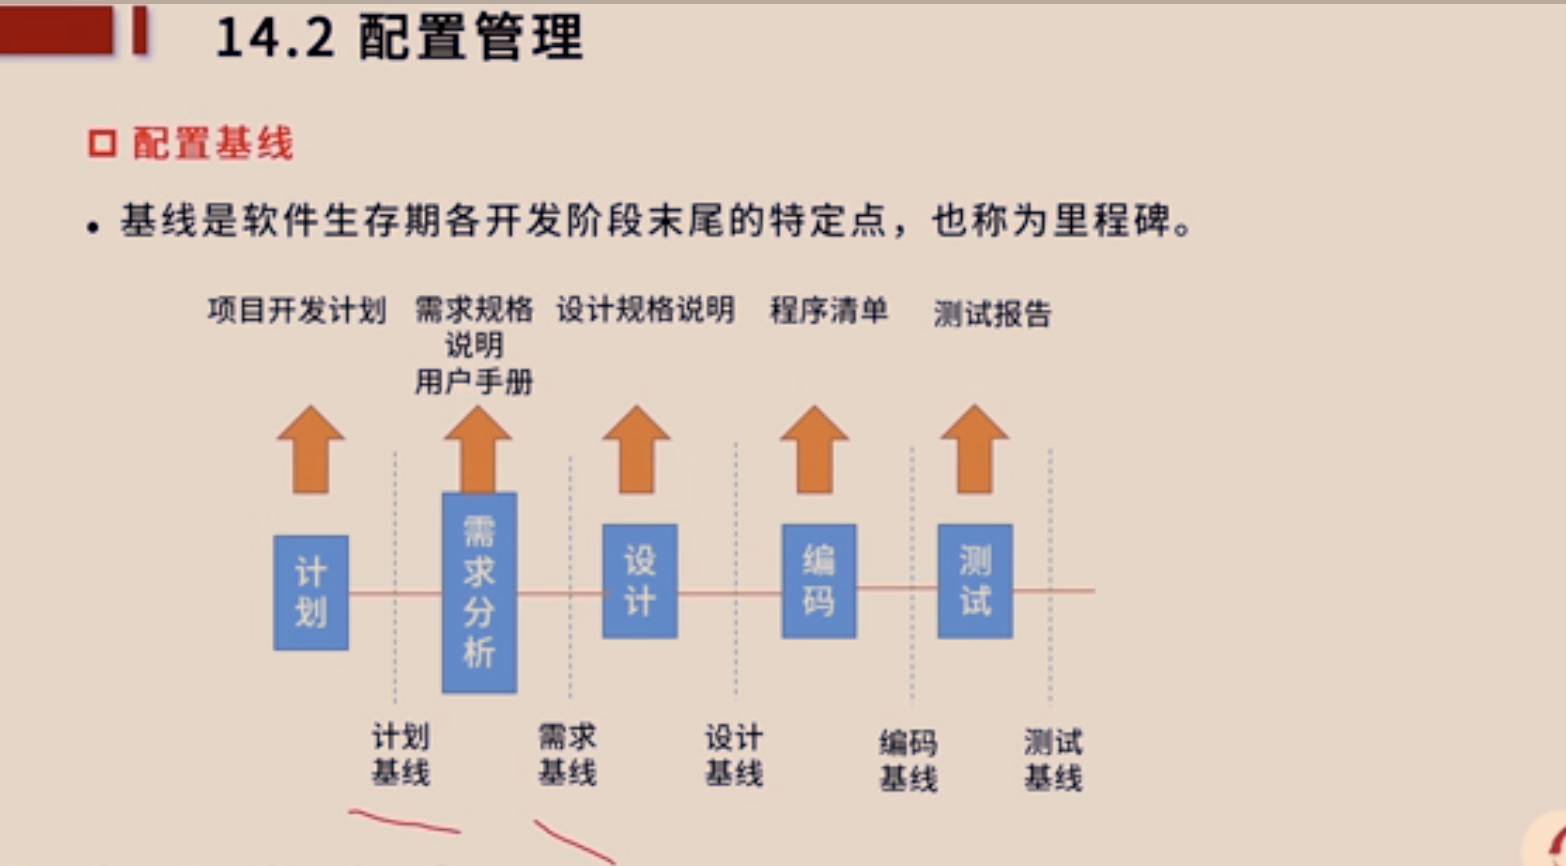 14.2 配置管理
配置基线
• 基线是软件生存期各开发阶段末尾的特定点，也称为里程碑。
项目开发计划 需求规格 设计规格说明 程序清单 测试报告
说明
用户手册
计划
需求分析
设计
编码
测试
计划 需求 设计 编码 测试
基线 基线 基线 基线 基线